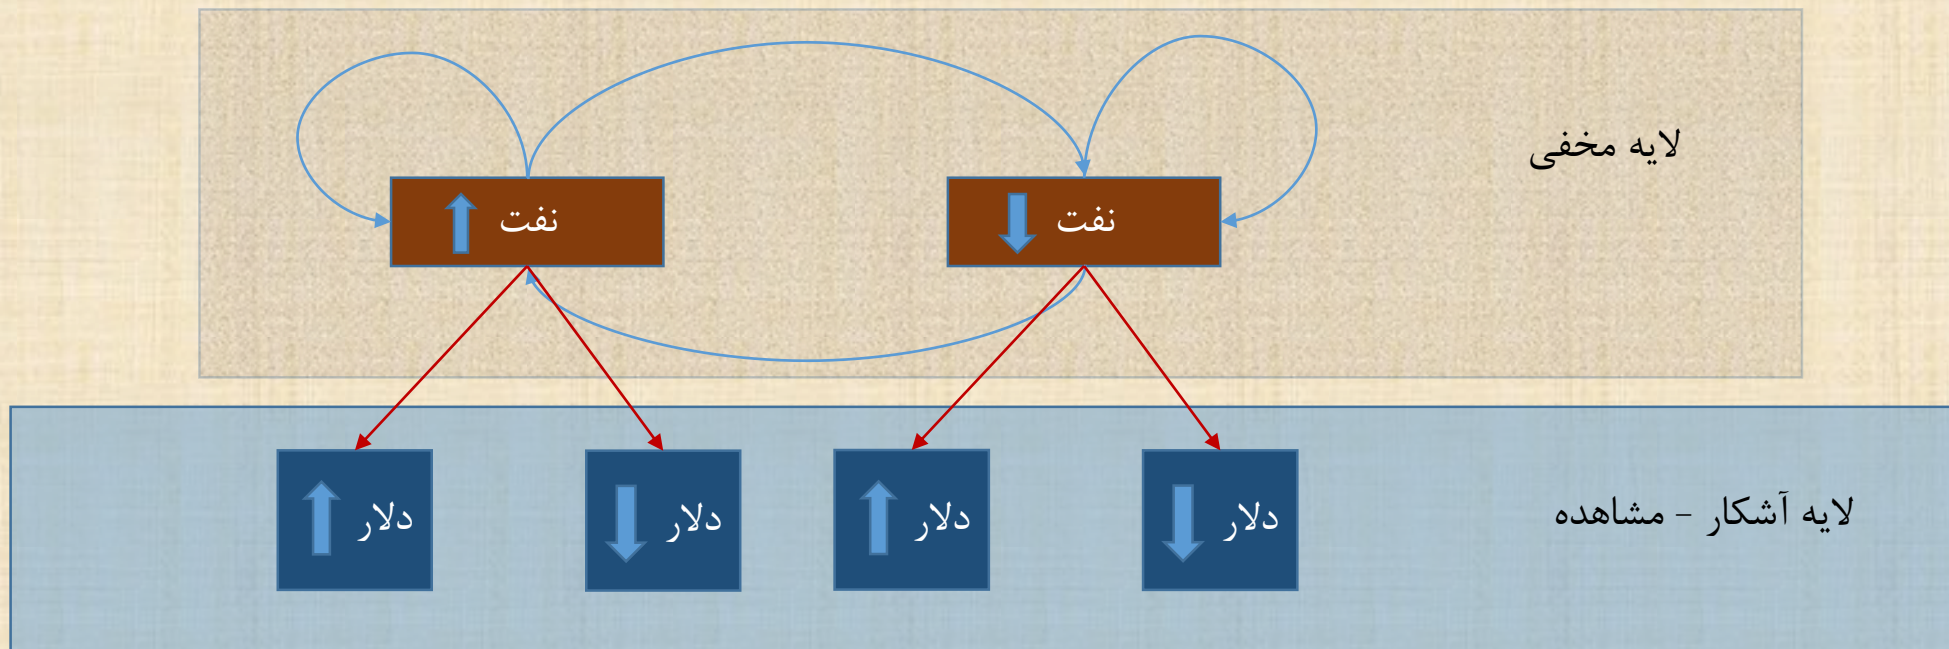 لایه مخفی
نفت
نفت
لایه آشکار - مشاهده
دلار
دلار
دلار
دلار